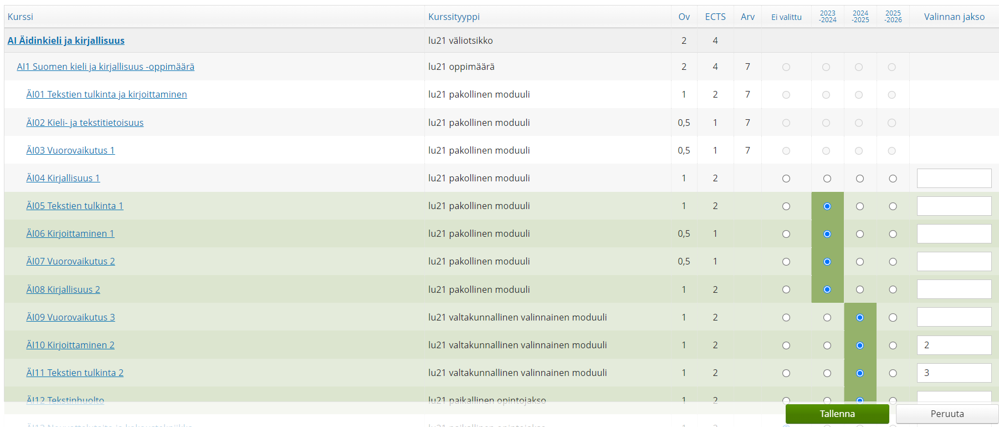 Kurssi Kurssityyppi Ov ECTS Arv Ei valittu 2023 -2024 2024 -2025 2025 -2026 Valinnan jakso
AI Äidinkieli ja kirjallisuus lu21 väliotsikko 2 4
AI1 Suomen kieli ja kirjallisuus -oppimäärä lu21 oppimäärä 2 4 7
ÄI01 Tekstien tulkinta ja kirjoittaminen lu21 pakollinen moduuli 1 2 7
ÄI02 Kieli- ja tekstitietoisuus lu21 pakollinen moduuli 0,5 1 7
ÄI03 Vuorovaikutus 1 lu21 pakollinen moduuli 0,5 1 7
ÄI04 Kirjallisuus 1 lu21 pakollinen moduuli 1 2
ÄI05 Tekstien tulkinta 1 lu21 pakollinen moduuli 1 2
ÄI06 Kirjoittaminen 1 lu21 pakollinen moduuli 0,5 1
ÄI07 Vuorovaikutus 2 lu21 pakollinen moduuli 0,5 1
ÄI08 Kirjallisuus 2 lu21 pakollinen moduuli 1 2
ÄI09 Vuorovaikutus 3 lu21 valtakunnallinen valinnainen moduuli 1 2
ÄI10 Kirjoittaminen 2 lu21 valtakunnallinen valinnainen moduuli 1 2 2
ÄI11 Tekstien tulkinta 2 lu21 valtakunnallinen valinnainen moduuli 1 2 3
ÄI12 Tekstinhuolto lu21 paikallinen opintojakso 1 2
Tallenna Peruuta